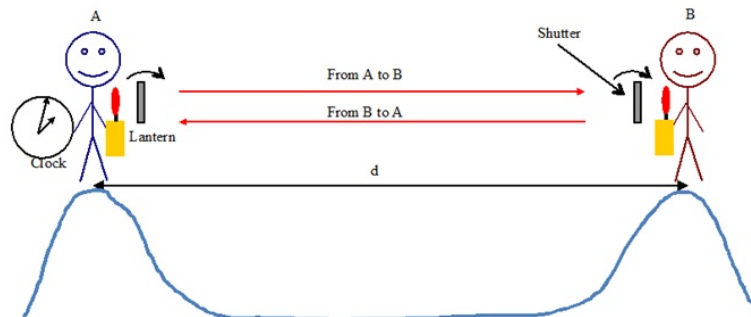 A
B
Shutter
From A to B
From B to A
Lantern
Clock
d